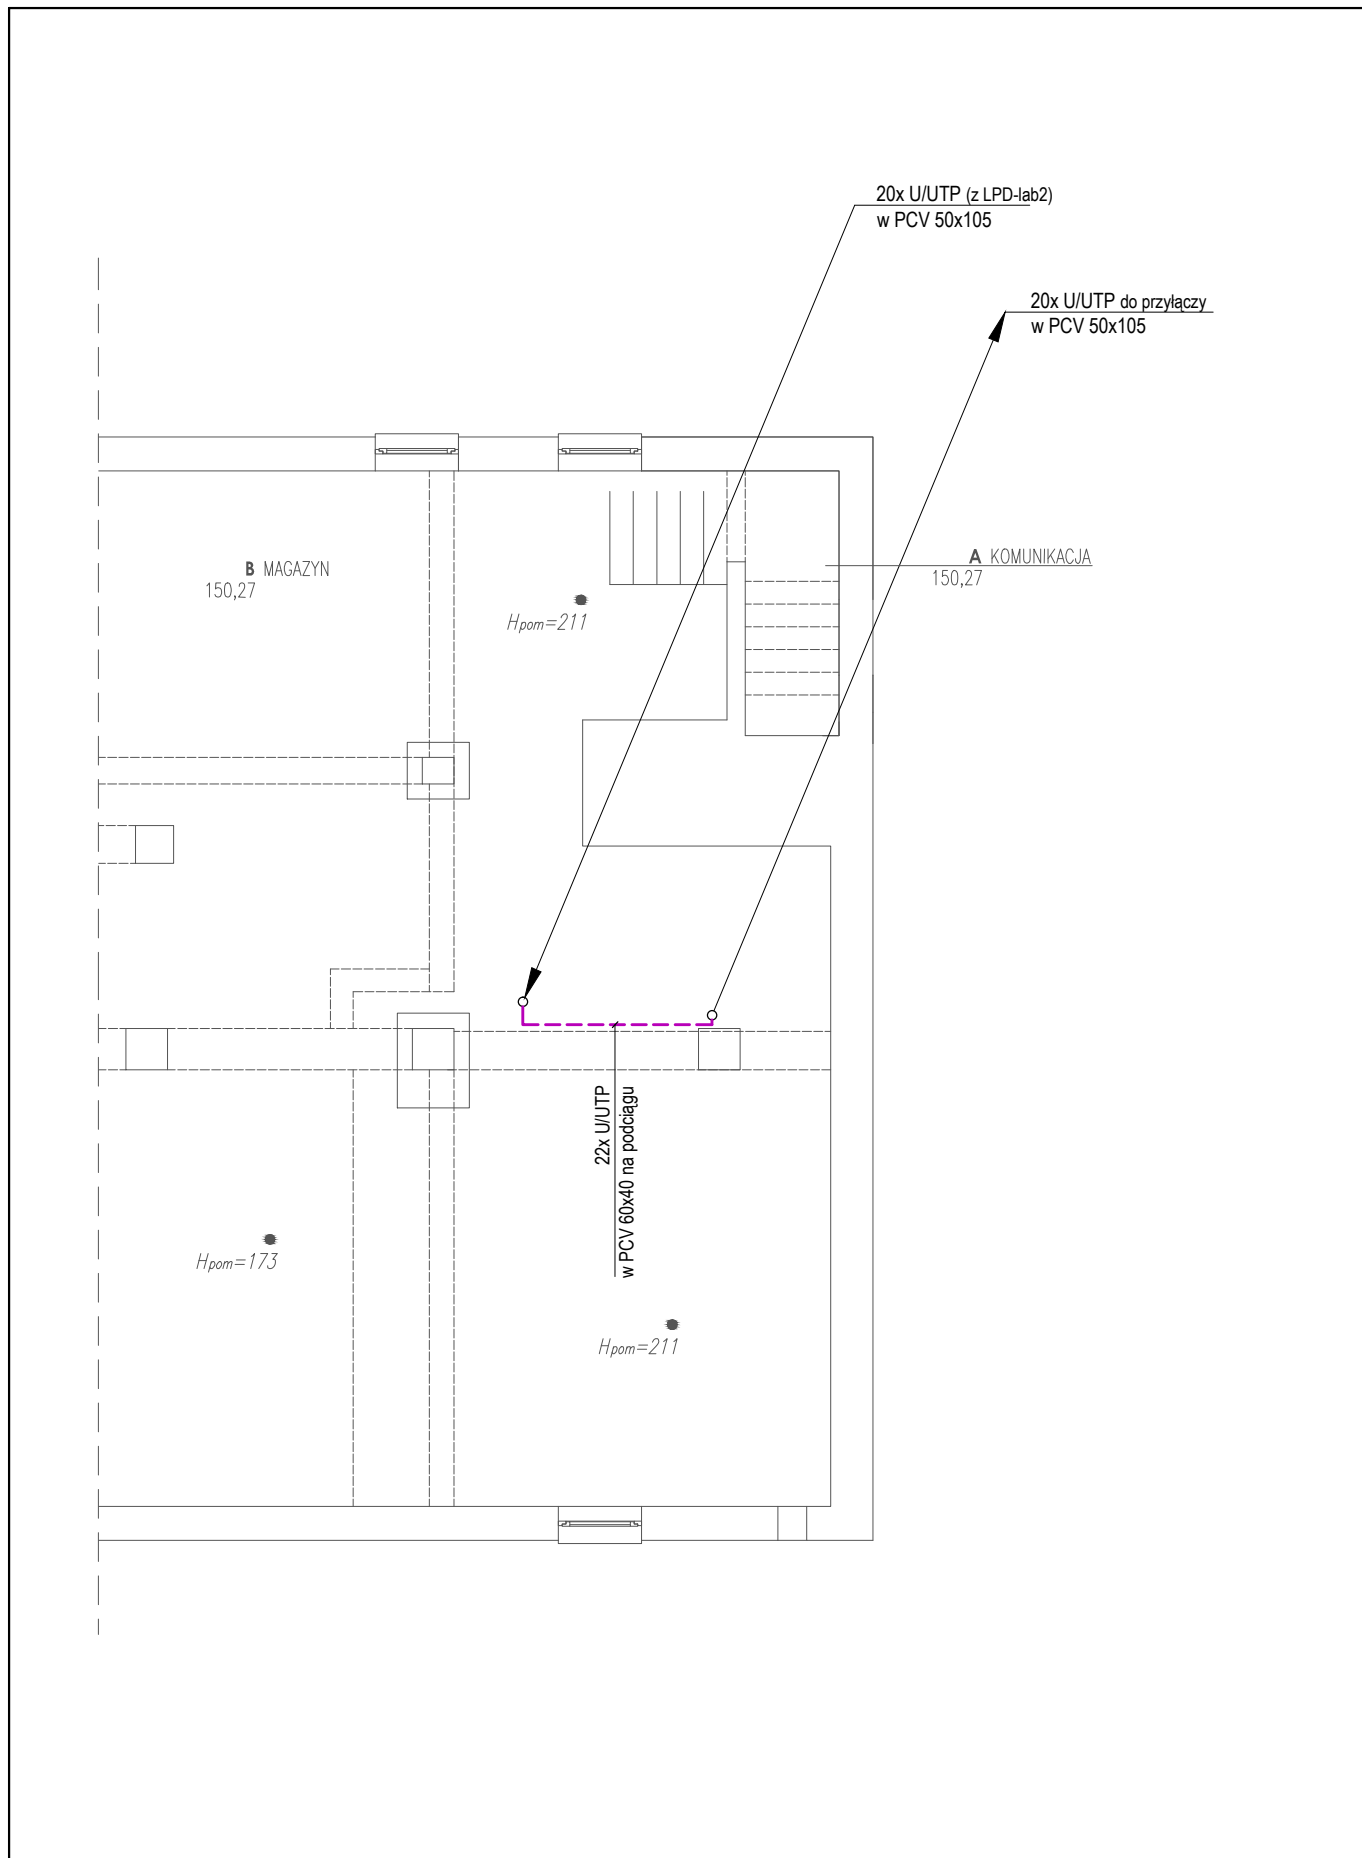 20x U/UTP (z LPD-lab2)
w PCV 50x105
20x U/UTP do przyłączy
w PCV 50x105
A KOMUNIKACJA
150,27
B MAGAZYN
150,27
Hpom=211
22x U/UTP
w PCV 60x40 na podciągu
Hpom=173
Hpom=211